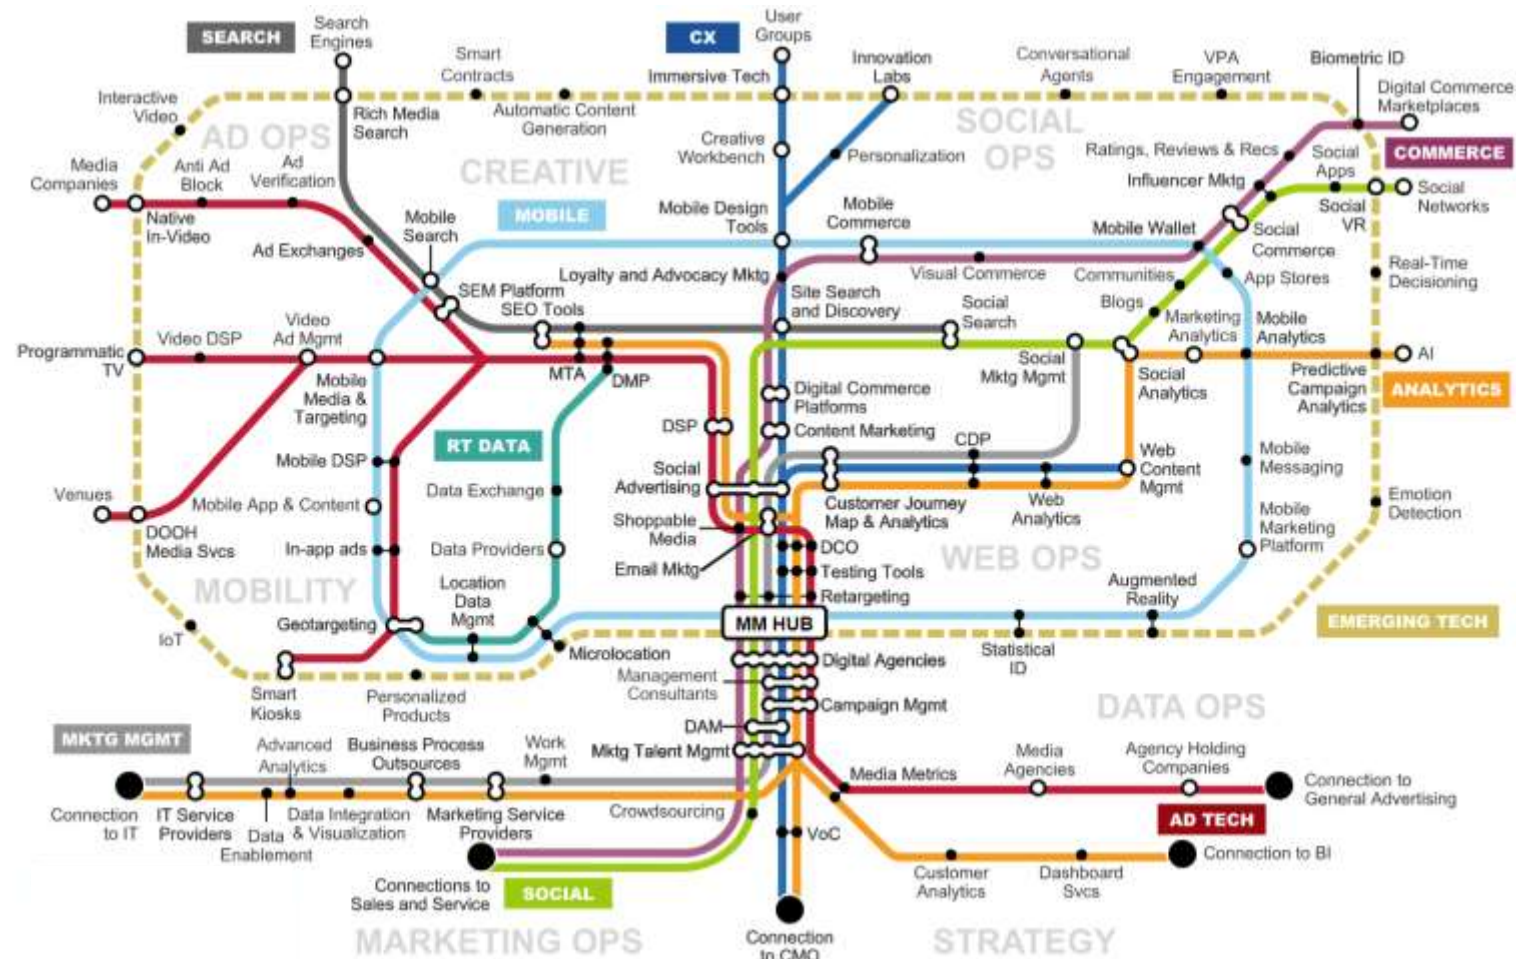 SEARCH
Search
Engines
CX
User
Groups
Smart
Contracts
Immersive Tech
Innovation
Labs
Conversational
Agents
VPA
Engagement
Biometric ID
Digital Commerce
Marketplaces
Interactive
Video
AD OPS
Rich Media
Search
Automatic Content
Generation
SOCIAL
OPS
Creative
Workbench
Personalization
Ratings, Reviews & Recs
Social
Apps
COMMERCE
Media
Companies
Anti Ad
Block
Ad
Verification
CREATIVE
Influencer Mktg
Social
Networks
Native
In-Video
Mobile
Search
MOBILE
Mobile Design
Tools
Mobile
Commerce
Mobile Wallet
Social
VR
Social
Commerce
Ad Exchanges
Loyalty and Advocacy Mktg
Visual Commerce
Communities
App Stores
Real-Time
Decisioning
SEM Platform
SEO Tools
Site Search
and Discovery
Social
Search
Blogs
Marketing
Analytics
Mobile
Analytics
Programmatic
TV
Video DSP
Video
Ad Mgmt
MTA
DMP
Social
Mktg Mgmt
Social
Analytics
Predictive
Campaign
Analytics
AI
ANALYTICS
Mobile
Media &
Targeting
Digital Commerce
Platforms
DSP
Content Marketing
RT DATA
CDP
Mobile DSP
Social
Advertising
Web
Content
Mgmt
Mobile
Messaging
Venues
Mobile App & Content
Data Exchange
Customer Journey
Map & Analytics
Web
Analytics
Emotion
Detection
DOOH
Media Svcs
Shoppable
Media
Mobile
Marketing
Platform
In-app ads
Data Providers
Email Mktg
DCO
WEB OPS
Testing Tools
MOBILITY
Location
Data
Mgmt
Retargeting
Augmented
Reality
Geotargeting
MM HUB
EMERGING TECH
IoT
Microlocation
Digital Agencies
Statistical
ID
Smart
Kiosks
Personalized
Products
Management
Consultants
Campaign Mgmt
DATA OPS
DAM
MKTG MGMT
Advanced
Analytics
Business Process
Outsources
Work
Mgmt
Mktg Talent Mgmt
Media Metrics
Media
Agencies
Agency Holding
Companies
Connection to
General Advertising
Connection
to IT
IT Service
Providers
Data
Enablement
Data Integration
& Visualization
Marketing Service
Providers
Crowdsourcing
VoC
AD TECH
Connection to BI
Connections to
Sales and Service
SOCIAL
Customer
Analytics
Dashboard
Svcs
MARKETING OPS
Connection
to CMO
STRATEGY